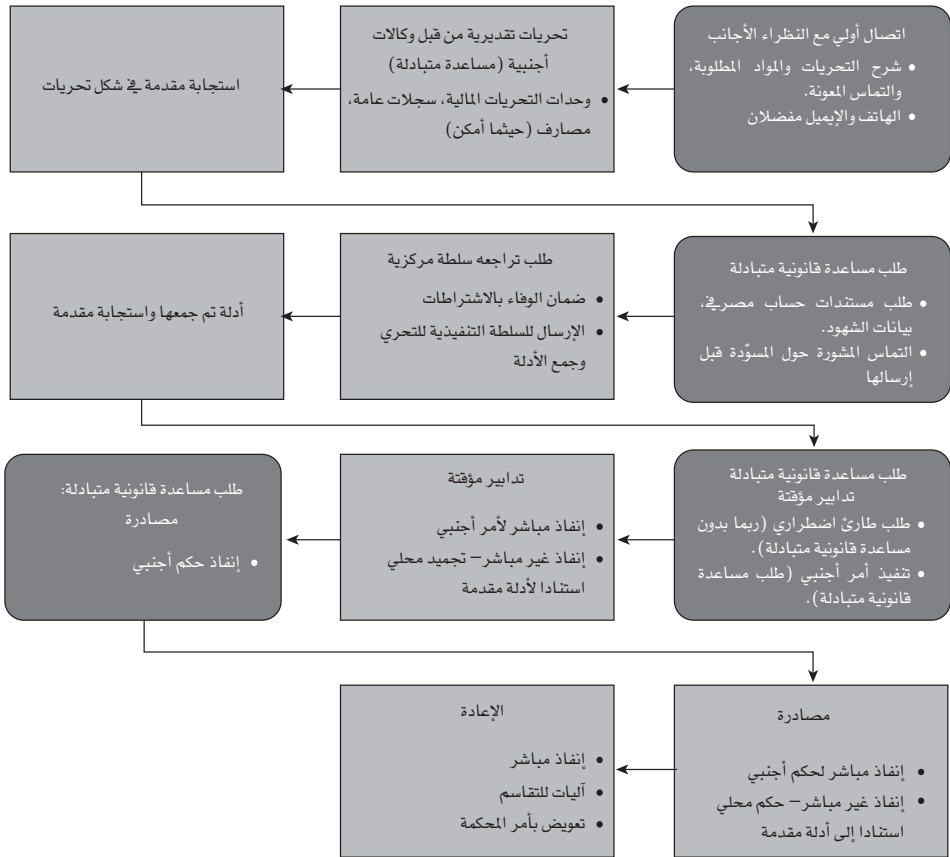 اتصال أولي مع النظراء الأجانب
• شرح التحريات والمواد المطلوبة،
والتماس المعونة.
• الهاتف والإيميل مفضلان
تحريات تقديرية من قبل وكالات
أجنبية (مساعدة متبادلة)
• وحدات التحريات المالية، سجلات عامة،
مصارف (حيثما أمكن)
استجابة مقدمة في شكل تحريات
طلب مساعدة قانونية متبادلة
• طلب مستندات حساب مصرفي،
بيانات الشهود.
• التماس المشورة حول المسوّدة قبل
إرسالها
طلب تراجعه سلطة مركزية
• ضمان الوفاء بالاشتراطات
• الإرسال للسلطة التنفيذية للتحري
وجمع الأدلة
أدلة تم جمعها واستجابة مقدمة
طلب مساعدة قانونية متبادلة
تدابير مؤقتة
• طلب طارئ اضطراري (ربما بدون
مساعدة قانونية متبادلة).
• تنفيذ أمر أجنبي (طلب مساعدة
قانونية متبادلة).
تدابير مؤقتة
• إنفاذ مباشر لأمر أجنبي
• إنفاذ غير مباشر – تجميد محلي
استنادا لأدلة مقدمة
طلب مساعدة قانونية متبادلة:
مصادرة
• إنفاذ حكم أجنبي
مصادرة
• إنفاذ مباشر لحكم أجنبي
• إنفاذ غير مباشر – حكم محلي
استنادا إلى أدلة مقدمة
الإعادة
• إنفاذ مباشر
• آليات للتقاسم
• تعويض بأمر المحكمة